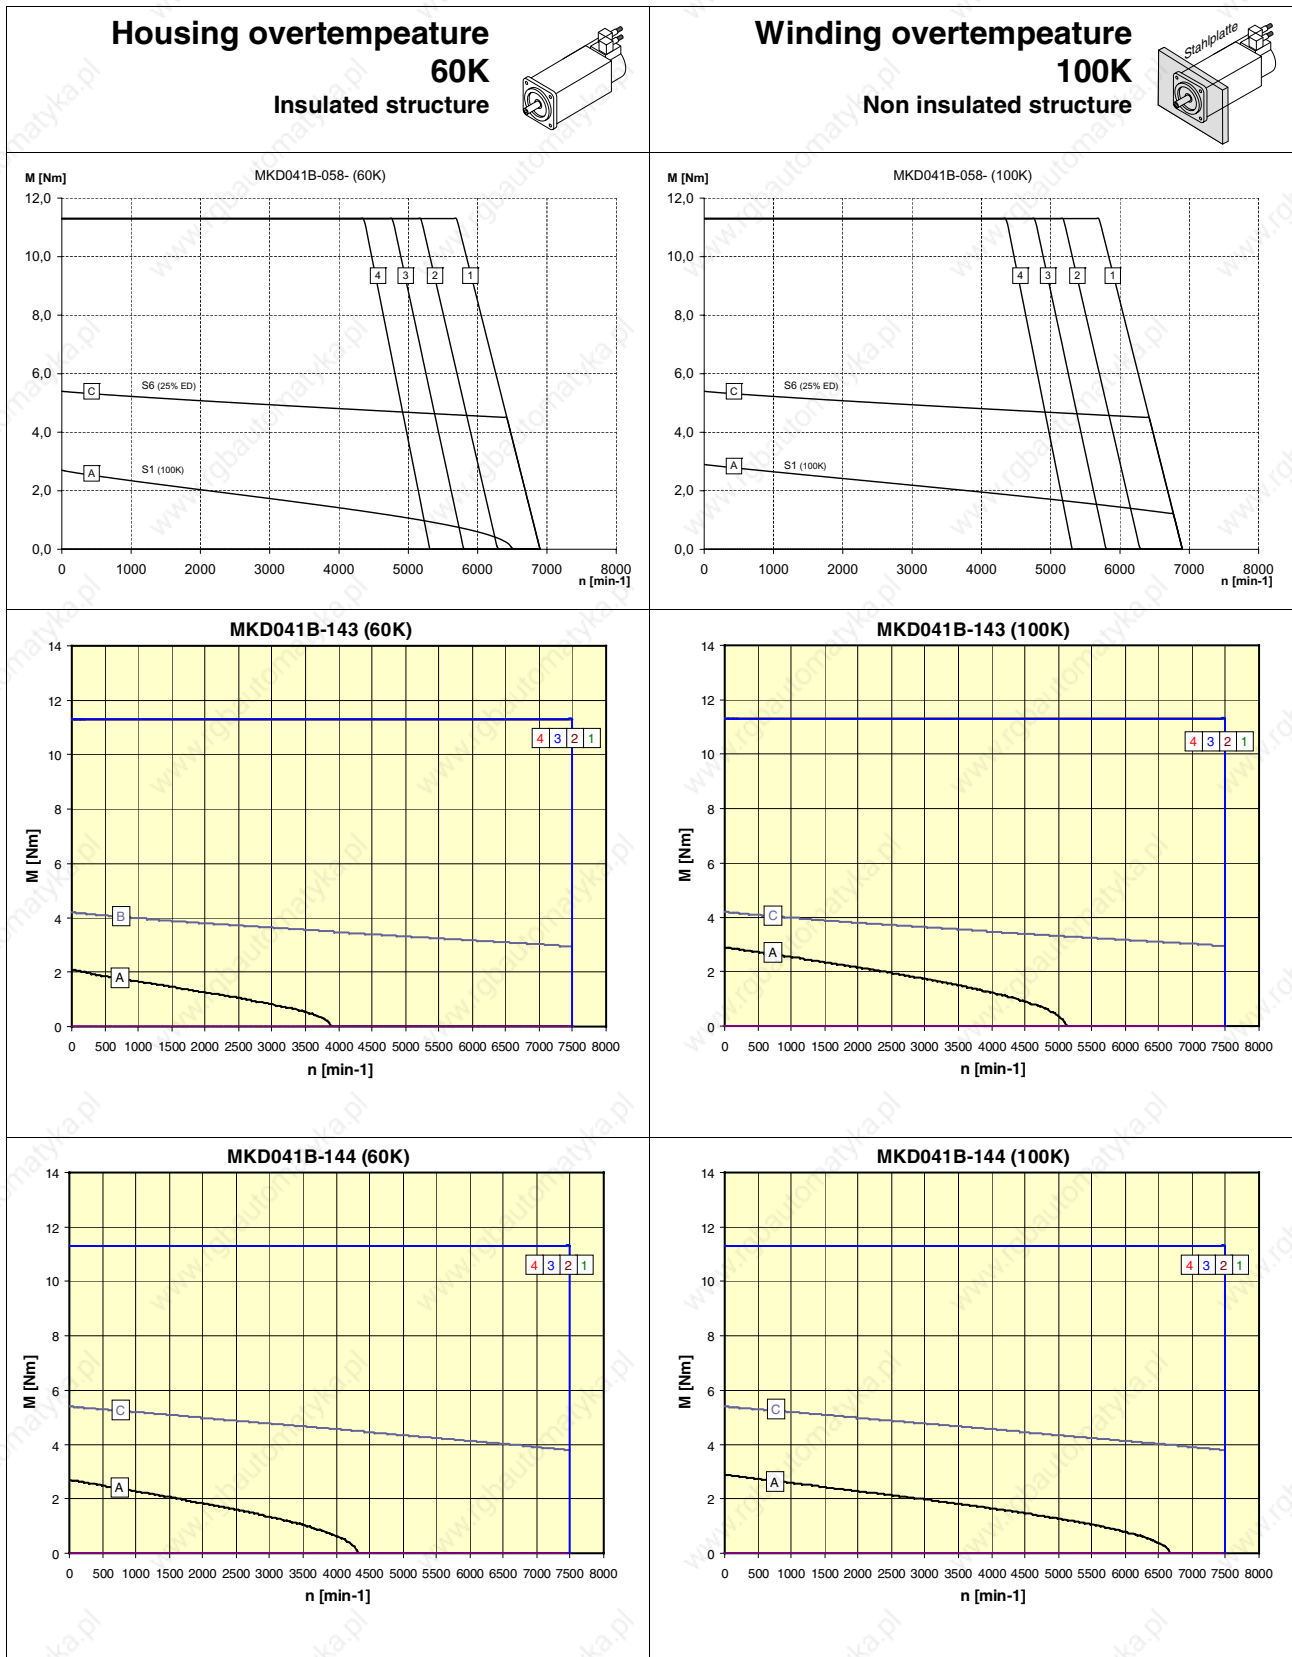 Housing overtempeature
60K
Insulated structure
Winding overtempeature
100K
Non insulated structure
Stahlplatte
M [Nm]
MKD041B-058- (60K)
12,0
10,0
8,0
6,0
4,0
2,0
0,0
4 3 2 1
C
S6 (25% ED)
A
S1 (100K)
0 1000 2000 3000 4000 5000 6000 7000 8000
n [min-1]
M [Nm]
MKD041B-058- (100K)
12,0
10,0
8,0
6,0
4,0
2,0
0,0
4 3 2 1
C
S6 (25% ED)
A
S1 (100K)
0 1000 2000 3000 4000 5000 6000 7000 8000
n [min-1]
MKD041B-143 (60K)
14
12
10
8
6
4
2
0
M [Nm]
4 3 2 1
B
A
0 500 1000 1500 2000 2500 3000 3500 4000 4500 5000 5500 6000 6500 7000 7500 8000
n [min-1]
MKD041B-143 (100K)
14
12
10
8
6
4
2
0
M [Nm]
4 3 2 1
C
A
0 500 1000 1500 2000 2500 3000 3500 4000 4500 5000 5500 6000 6500 7000 7500 8000
n [min-1]
MKD041B-144 (60K)
14
12
10
8
6
4
2
0
M [Nm]
4 3 2 1
C
A
0 500 1000 1500 2000 2500 3000 3500 4000 4500 5000 5500 6000 6500 7000 7500 8000
n [min-1]
MKD041B-144 (100K)
14
12
10
8
6
4
2
0
M [Nm]
4 3 2 1
C
A
0 500 1000 1500 2000 2500 3000 3500 4000 4500 5000 5500 6000 6500 7000 7500 8000
n [min-1]
www.rgbautomatyka.pl